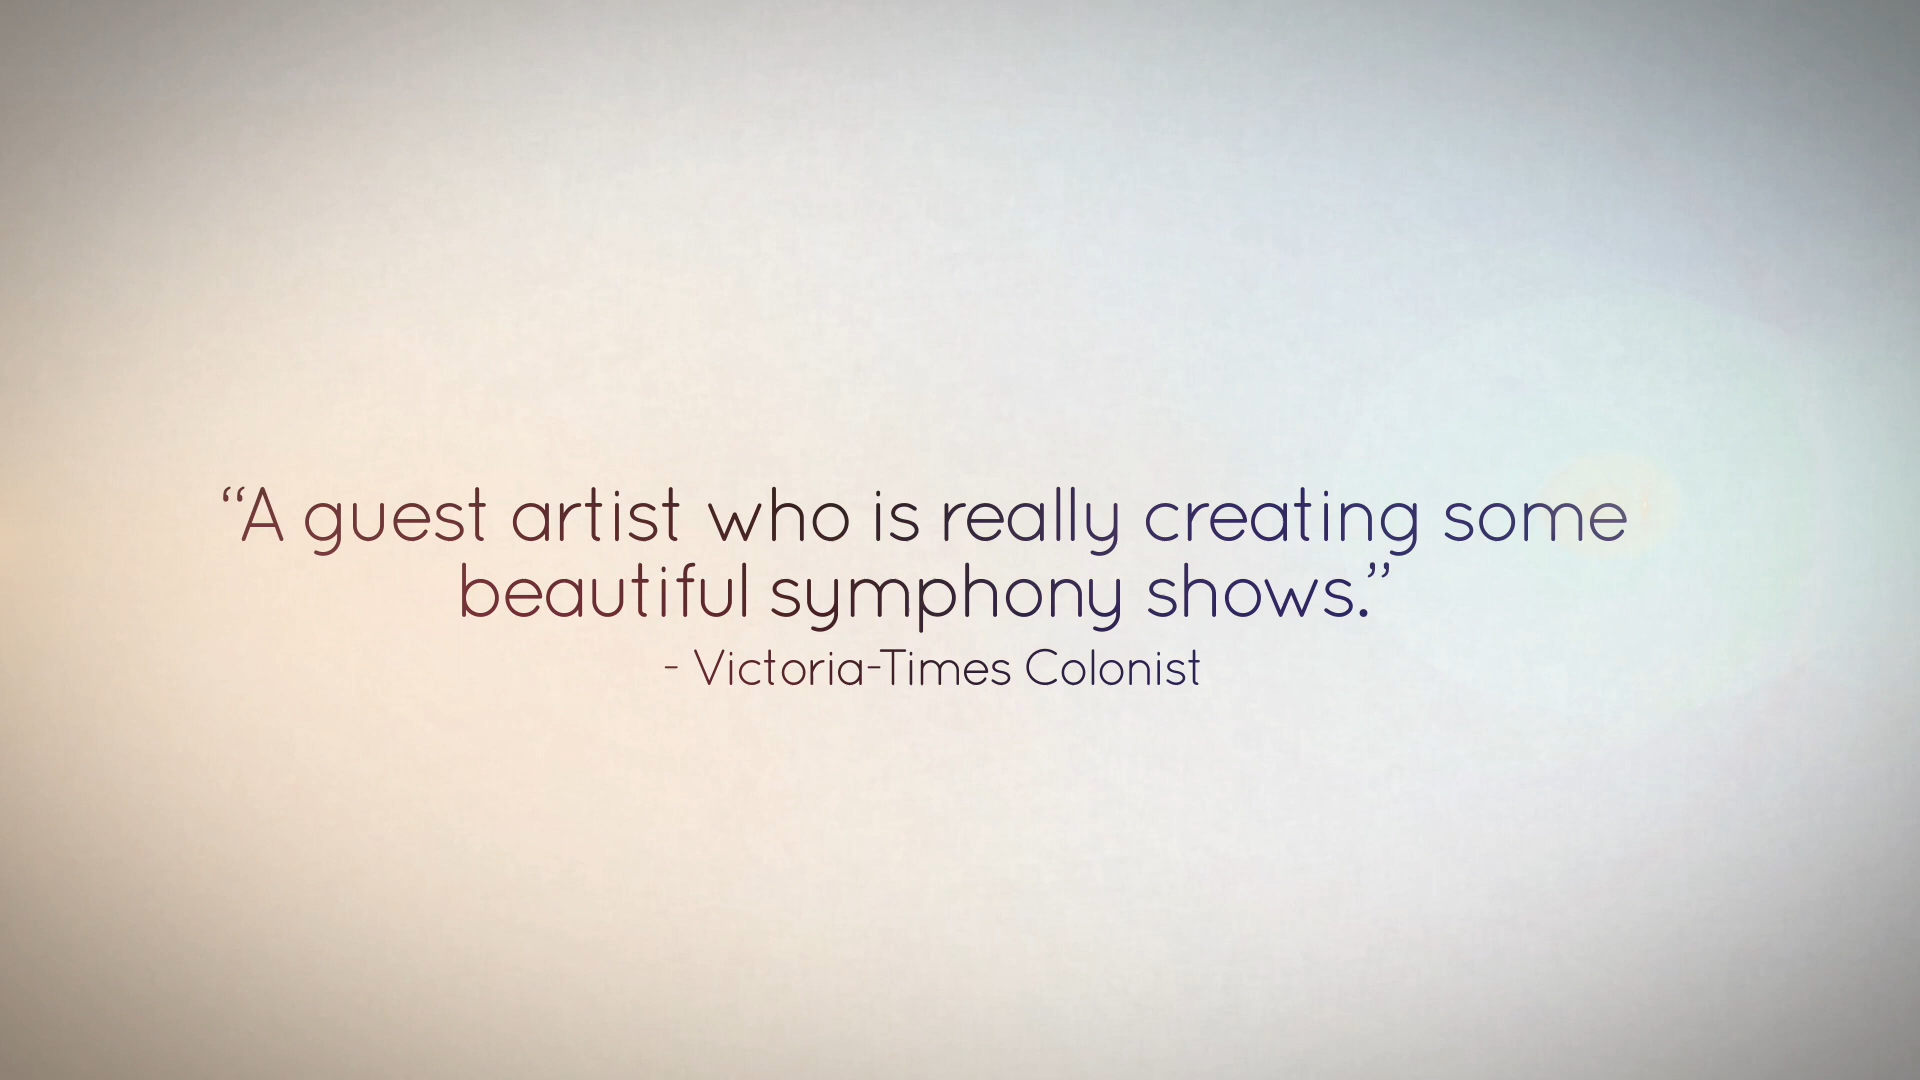 “A guest artist who is really creating some
beautiful symphony shows.”
- Victoria-Times Colonist